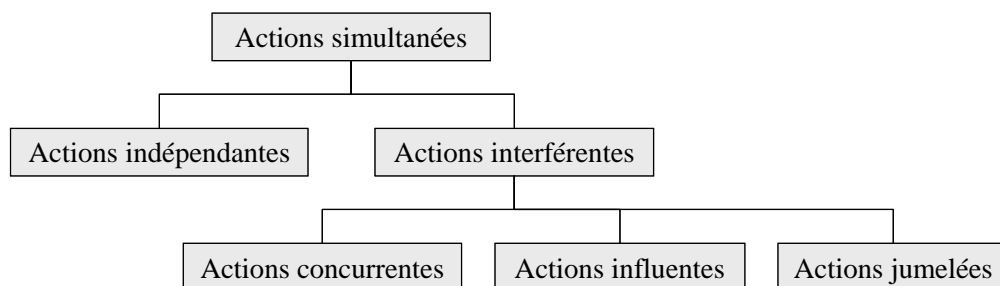 Actions simultanées
Actions indépendantes
Actions interférentes
Actions concurrentes
Actions influentes
Actions jumelées